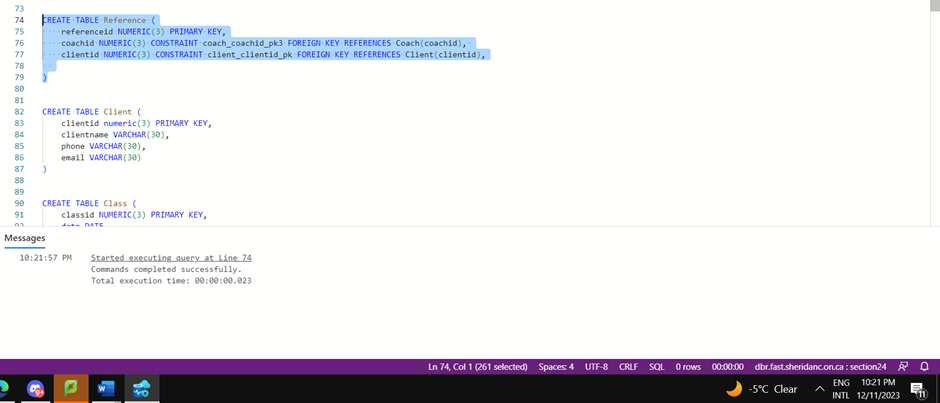 73
74 CREATE TABLE Reference (
75 referenceid NUMERIC(3) PRIMARY KEY,
76 coachid NUMERIC(3) CONSTRAINT coach_coachid_pk3 FOREIGN KEY REFERENCES Coach(coachid),
77 clientid NUMERIC(3) CONSTRAINT client_clientid_pk FOREIGN KEY REFERENCES Client(clientid),
78
79 )
80
81
82 CREATE TABLE Client (
83 clientid numeric(3) PRIMARY KEY,
84 clientname VARCHAR(30),
85 phone VARCHAR(30),
86 email VARCHAR(30)
87 )
88
89
90 CREATE TABLE Class (
91 classid NUMERIC(3) PRIMARY KEY,
92 date DATE
Messages
10:21:57 PM Started executing query at Line 74
Commands completed successfully.
Total execution time: 00:00:00.023
Ln 74, Col 1 (261 selected) Spaces: 4 UTF-8 CRLF SQL 0 rows 00:00:00 dbr.fast.sheridanc.on.ca : section24
-5°C Clear ENG 10:21 PM
INTL 12/11/2023 11